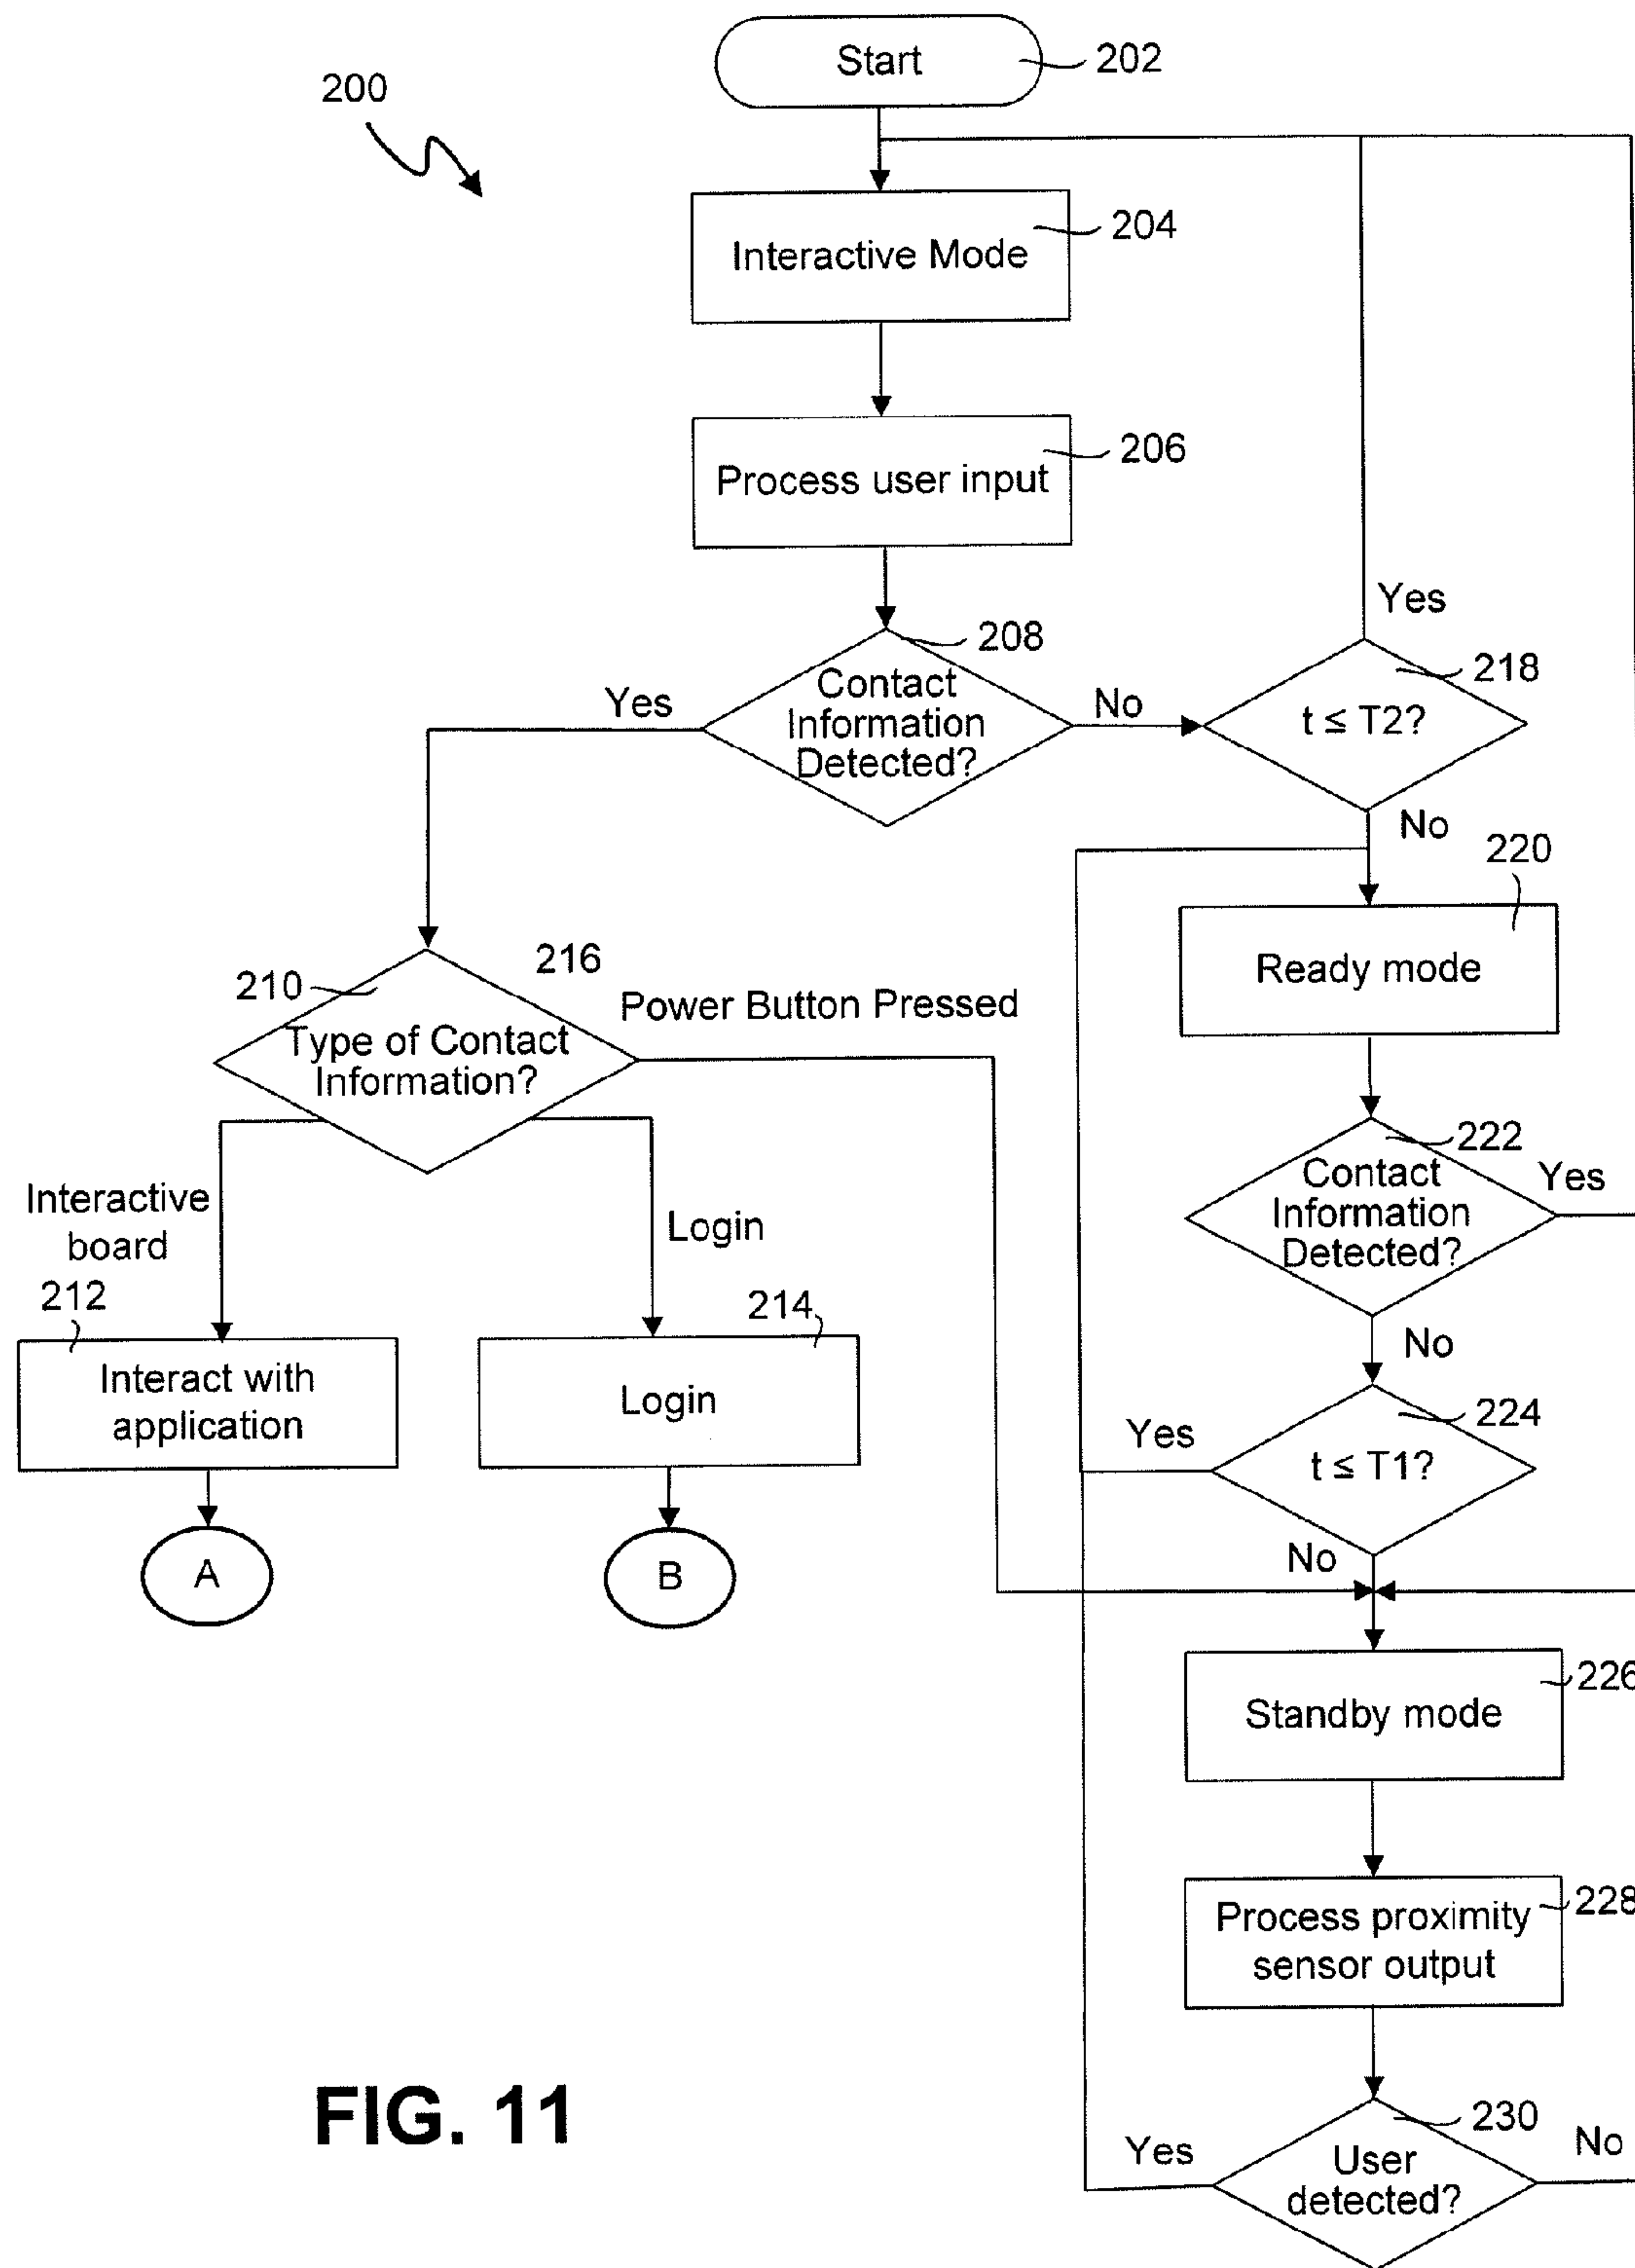 Start
202
200
Interactive Mode
204
Process user input
206
Contact
Information
Detected?
208
Yes
No
t ≤ T2?
218
Yes
No
220
Ready mode
210
216
Type of Contact
Information?
Power Button Pressed
Interactive
board
212
Login
214
Interact with
application
Login
A
B
222
Contact
Information
Detected?
Yes
No
224
t ≤ T1?
Yes
No
226
Standby mode
228
Process proximity
sensor output
230
User
detected?
Yes
No
FIG. 11